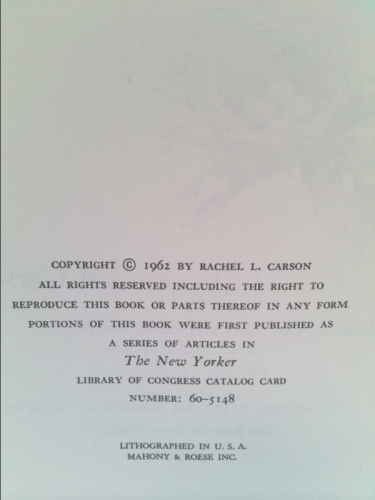 COPYRIGHT © 1962 BY RACHEL L. CARSON
ALL RIGHTS RESERVED INCLUDING THE RIGHT TO
REPRODUCE THIS BOOK OR PARTS THEREOF IN ANY FORM
PORTIONS OF THIS BOOK WERE FIRST PUBLISHED AS
A SERIES OF ARTICLES IN
The New Yorker
LIBRARY OF CONGRESS CATALOG CARD
NUMBER: 60-5148
LITHOGRAPHED IN U. S. A.
MAHONY & ROESE INC.